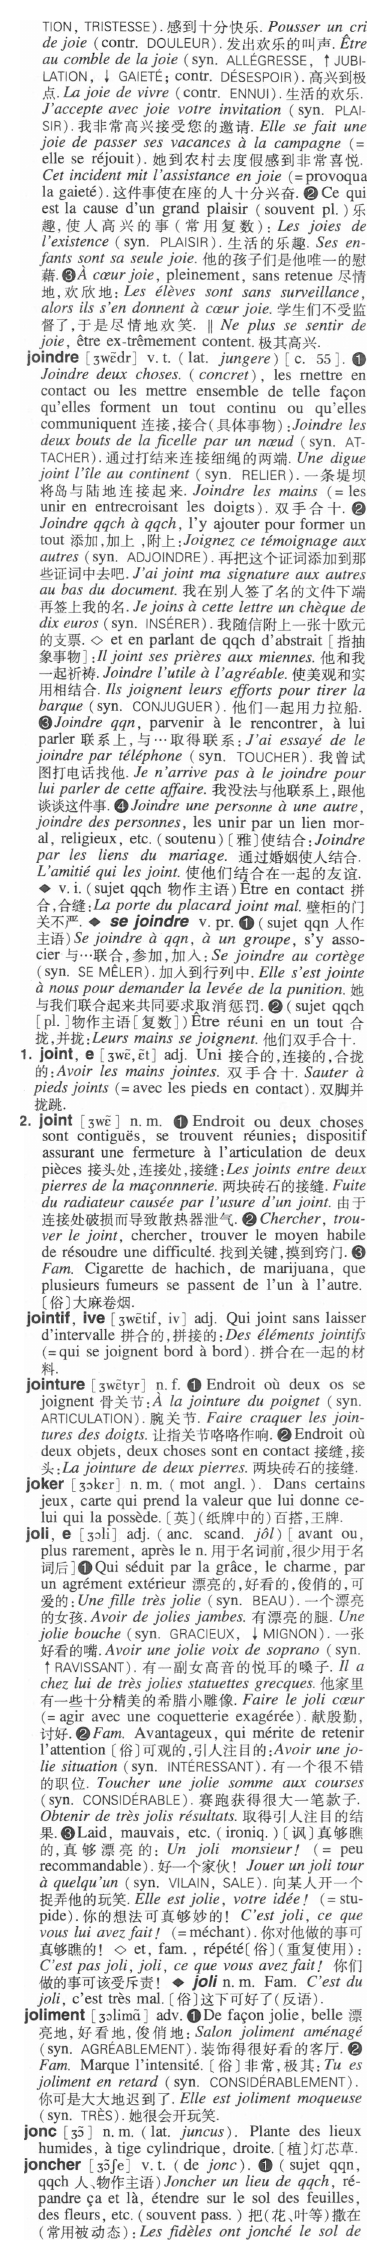 TION, TRISTESSE). 感到十分快乐. Pousser un cri
de joie (contr. DOULEUR). 发出欢乐的叫声. Être
au comble de la joie (syn. ALLÉGRESSE, ↑ JUBI-
LATION, ↓ GAIETÉ; contr. DÉSESPOIR). 高兴到极
点. La joie de vivre (contr. ENNUI). 生活的欢乐.
J'accepte avec joie votre invitation (syn. PLAI-
SIR). 我非常高兴接受您的邀请. Elle se fait une
joie de passer ses vacances à la campagne (=
elle se réjouit). 她到农村去度假感到非常喜悦.
Cet incident mit l'assistance en joie (=provoqua
la gaieté). 这件事使在座的人十分兴奋. ❷ Ce qui
est la cause d'un grand plaisir (souvent pl.) 乐
趣, 使人高兴的事 (常用复数): Les joies de
l'existence (syn. PLAISIR). 生活的乐趣. Ses en-
fants sont sa seule joie. 他的孩子们是他唯一的慰
藉. ❸ À cœur joie, pleinement, sans retenue 尽情
地, 欢欣地: Les élèves sont sans surveillance,
alors ils s'en donnent à cœur joie. 学生们不受监
督了, 于是尽情地欢笑. ‖ Ne plus se sentir de
joie, être ex-trêmement content. 极其高兴.
joindre [ʒwɛ̃dr] v. t. (lat. jungere) [c. 55]. ❶
Joindre deux choses. (concret), les mettre en
contact ou les mettre ensemble de telle façon
qu'elles forment un tout continu ou qu'elles
communiquent 连接, 接合 (具体事物): Joindre les
deux bouts de la ficelle par un nœud (syn. AT-
TACHER). 通过打结来连接细绳的两端. Une digue
joint l'île au continent (syn. RELIER). 一条堤坝
将岛与陆地连接起来. Joindre les mains (= les
unir en entrecroisant les doigts). 双手合十. ❷
Joindre qqch à qqch, l'y ajouter pour former un
tout 添加, 加上, 附上: Joignez ce témoignage aux
autres (syn. ADJOINDRE). 再把这个证词添加到那
些证词中去吧. J'ai joint ma signature aux autres
au bas du document. 我在别人签了名的文件下端
再签上我的名. Je joins à cette lettre un chèque de
dix euros (syn. INSÉRER). 我随信附上一张十欧元
的支票. ◇ et en parlant de qqch d'abstrait [指抽
象事物]: Il joint ses prières aux miennes. 他和我
一起祈祷. Joindre l'utile à l'agréable. 使美观和实
用相结合. Ils joignent leurs efforts pour tirer la
barque (syn. CONJUGUER). 他们一起用力拉船.
❸ Joindre qqn, parvenir à le rencontrer, à lui
parler 联系上, 与…取得联系: J'ai essayé de le
joindre par téléphone (syn. TOUCHER). 我曾试
图打电话找他. Je n'arrive pas à le joindre pour
lui parler de cette affaire. 我没法与他联系上, 跟他
谈谈这件事. ❹ Joindre une personne à une autre,
joindre des personnes, les unir par un lien mor-
al, religieux, etc. (soutenu) [雅] 使结合: Joindre
par les liens du mariage. 通过婚姻使人结合.
L'amitié qui les joint. 使他们结合在一起的友谊.
◆ v. i. (sujet qqch 物作主语) Être en contact 拼
合, 合缝: La porte du placard joint mal. 壁柜的门
关不严. ◆ se joindre v. pr. ❶ (sujet qqn 人作
主语) Se joindre à qqn, à un groupe, s'y asso-
cier 与…联合, 参加, 加入: Se joindre au cortège
(syn. SE MÊLER). 加入到行列中. Elle s'est jointe
à nous pour demander la levée de la punition. 她
与我们联合起来共同要求取消惩罚. ❷ (sujet qqch
[pl.] 物作主语 [复数]) Être réuni en un tout 合
拢, 并拢: Leurs mains se joignent. 他们双手合十.
1. joint, e [ʒwɛ̃, ɛ̃t] adj. Uni 接合的, 连接的, 合拢
的: Avoir les mains jointes. 双手合十. Sauter à
pieds joints (=avec les pieds en contact). 双脚并
拢跳.
2. joint [ʒwɛ̃] n. m. ❶ Endroit ou deux choses
sont contiguës, se trouvent réunies; dispositif
assurant une fermeture à l'articulation de deux
pièces 接头处, 连接处, 接缝: Les joints entre deux
pierres de la maçonnnerie. 两块砖石的接缝. Fuite
du radiateur causée par l'usure d'un joint. 由于
连接处破损而导致散热器泄气. ❷ Chercher, trou-
ver le joint, chercher, trouver le moyen habile
de résoudre une difficulté. 找到关键, 摸到窍门. ❸
Fam. Cigarette de hachich, de marijuana, que
plusieurs fumeurs se passent de l'un à l'autre.
[俗] 大麻卷烟.
jointif, ive [ʒwɛ̃tif, iv] adj. Qui joint sans laisser
d'intervalle 拼合的, 拼接的: Des éléments jointifs
(=qui se joignent bord à bord). 拼合在一起的材
料.
jointure [ʒwɛ̃tyr] n. f. ❶ Endroit où deux os se
joignent 骨关节: À la jointure du poignet (syn.
ARTICULATION). 腕关节. Faire craquer les join-
tures des doigts. 让指关节咯咯作响. ❷ Endroit où
deux objets, deux choses sont en contact 接缝, 接
头: La jointure de deux pierres. 两块砖石的接缝.
joker [ʒɔkɛr] n. m. (mot angl.). Dans certains
jeux, carte qui prend la valeur que lui donne ce-
lui qui la possède. [英] (纸牌中的) 百搭, 王牌.
joli, e [ʒɔli] adj. (anc. scand. jôl) [avant ou,
plus rarement, après le n. 用于名词前, 很少用于名
词后] ❶ Qui séduit par la grâce, le charme, par
un agrément extérieur 漂亮的, 好看的, 俊俏的, 可
爱的: Une fille très jolie (syn. BEAU). 一个漂亮
的女孩. Avoir de jolies jambes. 有漂亮的腿. Une
jolie bouche (syn. GRACIEUX, ↓ MIGNON). 一张
好看的嘴. Avoir une jolie voix de soprano (syn.
↑ RAVISSANT). 有一副女高音的悦耳的嗓子. Il a
chez lui de très jolies statuettes grecques. 他家里
有一些十分精美的希腊小雕像. Faire le joli cœur
(= agir avec une coquetterie exagérée). 献殷勤,
讨好. ❷ Fam. Avantageux, qui mérite de retenir
l'attention [俗] 可观的, 引人注目的: Avoir une jo-
lie situation (syn. INTÉRESSANT). 有一个很不错
的职位. Toucher une jolie somme aux courses
(syn. CONSIDÉRABLE). 赛跑获得很大一笔款子.
Obtenir de très jolis résultats. 取得引人注目的结
果. ❸ Laid, mauvais, etc. (ironiq.) [讽] 真够瞧
的, 真够漂亮的: Un joli monsieur! (= peu
recommandable). 好一个家伙! Jouer un joli tour
à quelqu'un (syn. VILAIN, SALE). 向某人开一个
捉弄他的玩笑. Elle est jolie, votre idée! (= stu-
pide). 你的想法可真够妙的! C'est joli, ce que
vous lui avez fait! (=méchant). 你对他做的事可
真够瞧的! ◇ et, fam., répété [俗] (重复使用):
C'est pas joli, joli, ce que vous avez fait! 你们
做的事可该受斥责! ◆ joli n. m. Fam. C'est du
joli, c'est très mal. [俗] 这下可好了 (反语).
joliment [ʒɔlimɑ̃] adv. ❶ De façon jolie, belle 漂
亮地, 好看地, 俊俏地: Salon joliment aménagé
(syn. AGRÉABLEMENT). 装饰得很好看的客厅. ❷
Fam. Marque l'intensité. [俗] 非常, 极其: Tu es
joliment en retard (syn. CONSIDÉRABLEMENT).
你可是大大地迟到了. Elle est joliment moqueuse
(syn. TRÈS). 她很会开玩笑.
jonc [ʒɔ̃] n. m. (lat. juncus). Plante des lieux
humides, à tige cylindrique, droite. [植] 灯芯草.
joncher [ʒɔ̃ʃe] v. t. (de jonc). ❶ (sujet qqn,
qqch 人、物作主语) Joncher un lieu de qqch, ré-
pandre ça et là, étendre sur le sol des feuilles,
des fleurs, etc. (souvent pass.) 把 (花、叶等) 撒在
(常用被动态): Les fidèles ont jonché le sol de